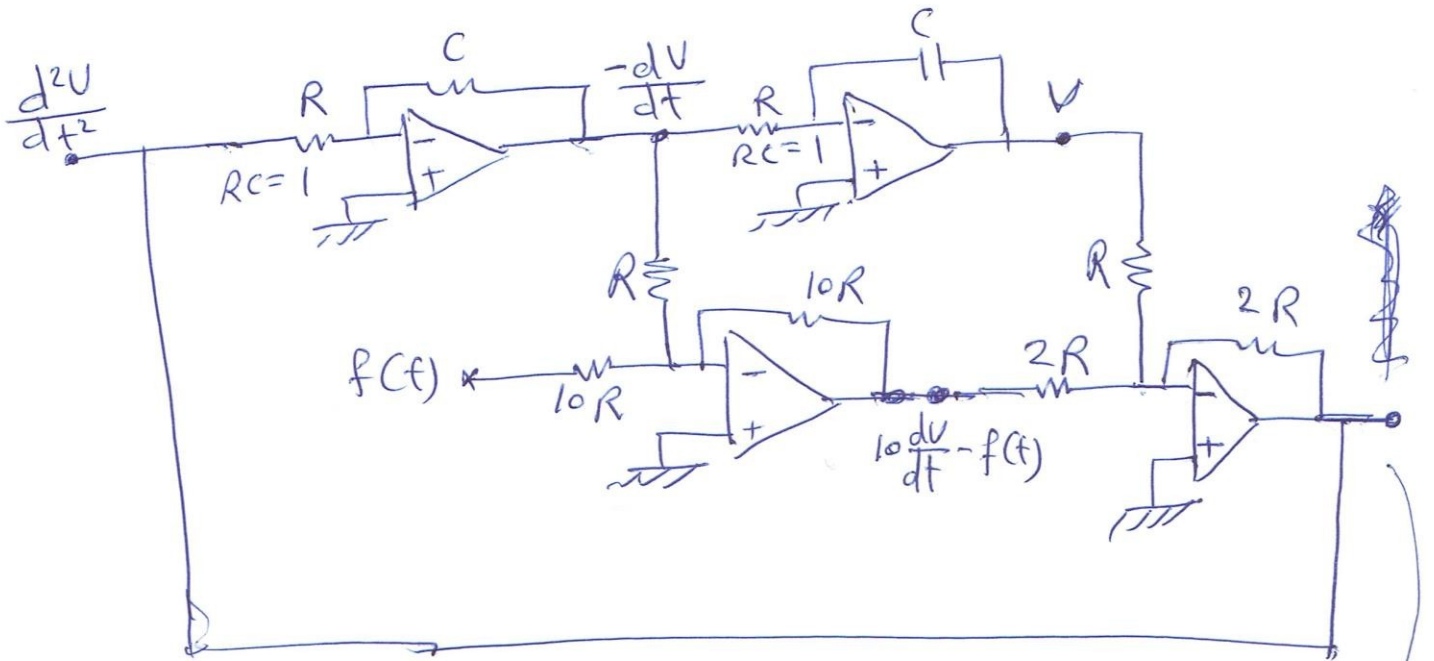 C
C
d²V
dt²
R
-dV
dt
R
V
RC=1
RC=1
-
+
-
+
R
10R
R
2R
f(t)
10R
2R
-
+
10 dV/dt - f(t)
-
+